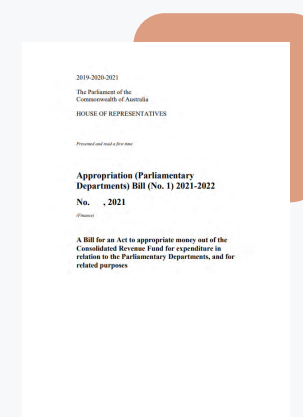 2019-2020-2021
The Parliament of the
Commonwealth of Australia
HOUSE OF REPRESENTATIVES
Presented and read a first time
Appropriation (Parliamentary
Departments) Bill (No. 1) 2021-2022
No.    , 2021
(Finance)
A Bill for an Act to appropriate money out of the
Consolidated Revenue Fund for expenditure in
relation to the Parliamentary Departments, and for
related purposes